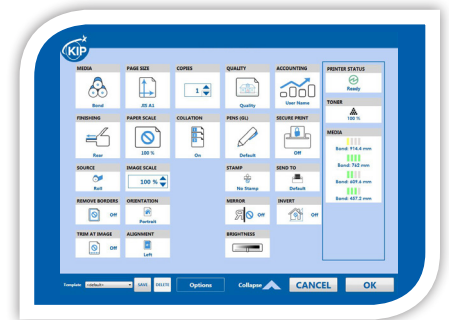 KIP
MEDIA PAGE SIZE COPIES QUALITY ACCOUNTING PRINTER STATUS
Ready
1
Bond JIS A1 Quality User Name
TONER
100 %
FINISHING PAPER SCALE COLLATION PENS (GL) SECURE PRINT
MEDIA
Bond: 914.4 mm
Rear 100 % On Default Off
Bond: 762 mm
SOURCE IMAGE SCALE STAMP SEND TO
Bond: 609.6 mm
100 %
Roll No Stamp Default
Bond: 457.2 mm
REMOVE BORDERS ORIENTATION MIRROR INVERT
Off Off Off
Portrait
TRIM AT IMAGE ALIGNMENT BRIGHTNESS
Off
Left
Template <default> SAVE DELETE Options Collapse CANCEL OK